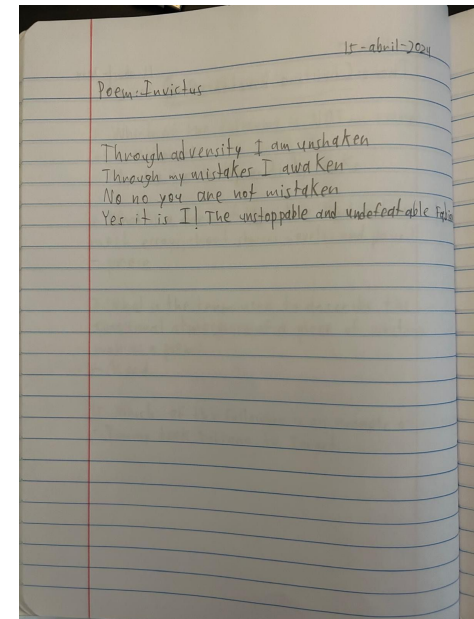 15-abril-2024
Poem: Invictus
Through adversity I am unshaken
Through my mistakes I awaken
No no you are not mistaken
Yes it is I! The unstoppable and undefeatable